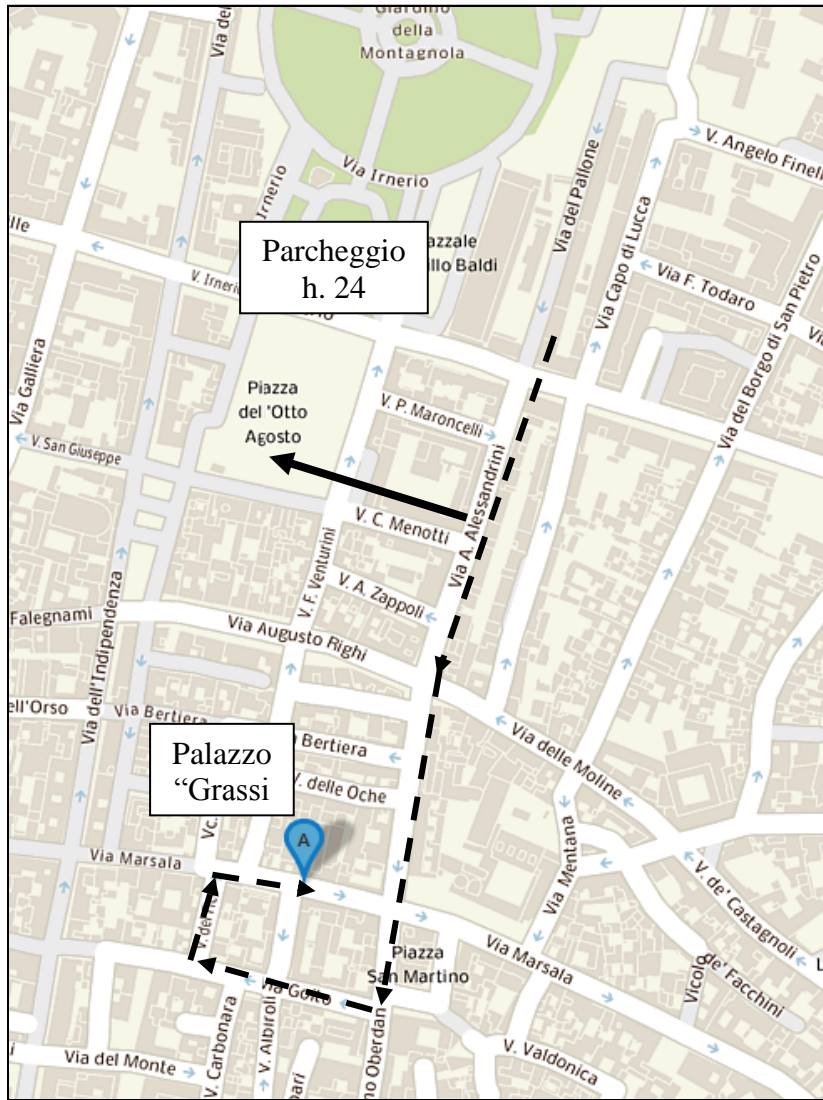 Giardino
della
Montagnola
Via del Pallone
V. Angelo Finelli
Via Irnerio
Via Capo di Lucca
Via F. Todaro
Via del Borgo di San Pietro
Parcheggio
h. 24
Via Galliera
Piazza
del 'Otto
Agosto
V. P. Maroncelli
V. San Giuseppe
Via A. Alessandrini
V. C. Menotti
V. F. Venturini
V. A. Zappoli
Falegnami
Via Augusto Righi
Via dell'Indipendenza
Via Bertiera
Bertiera
Via delle Moline
Palazzo
“Grassi
V. delle Oche
A
Via Marsala
Via Mentana
V. de' Castagnoli
de' Facchini
Vicolo
Piazza
San Martino
Via Marsala
Via Goito
V. Carbonara
V. Albiroli
Via del Monte
Oberdan
V. Valdonica